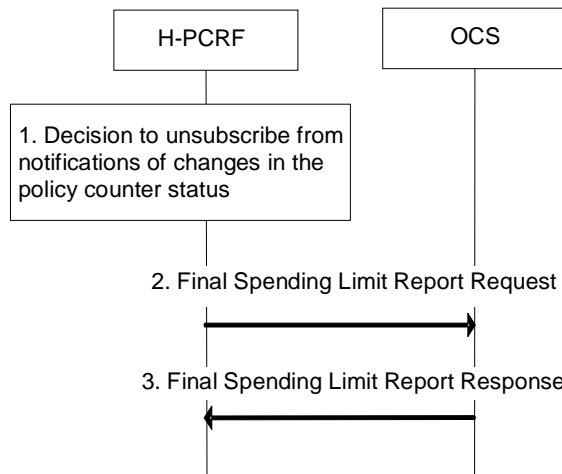 H-PCRF
OCS
1. Decision to unsubscribe from
notifications of changes in the
policy counter status
2. Final Spending Limit Report Request
3. Final Spending Limit Report Response